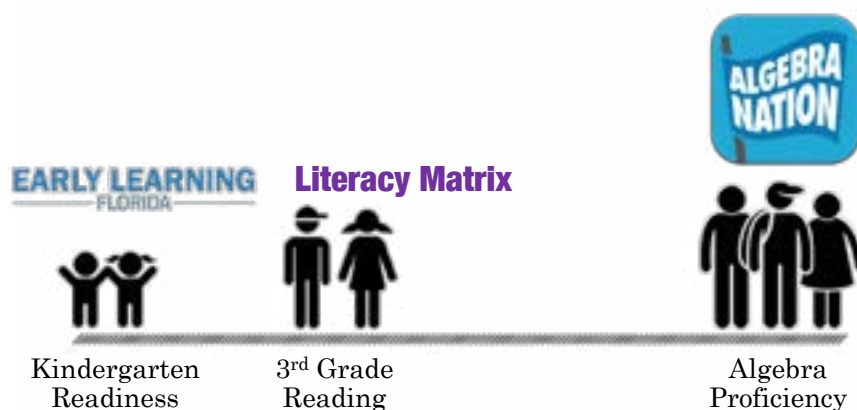 ALGEBRA
NATION
EARLY LEARNING
FLORIDA
Literacy Matrix
Kindergarten
Readiness
3rd Grade
Reading
Algebra
Proficiency